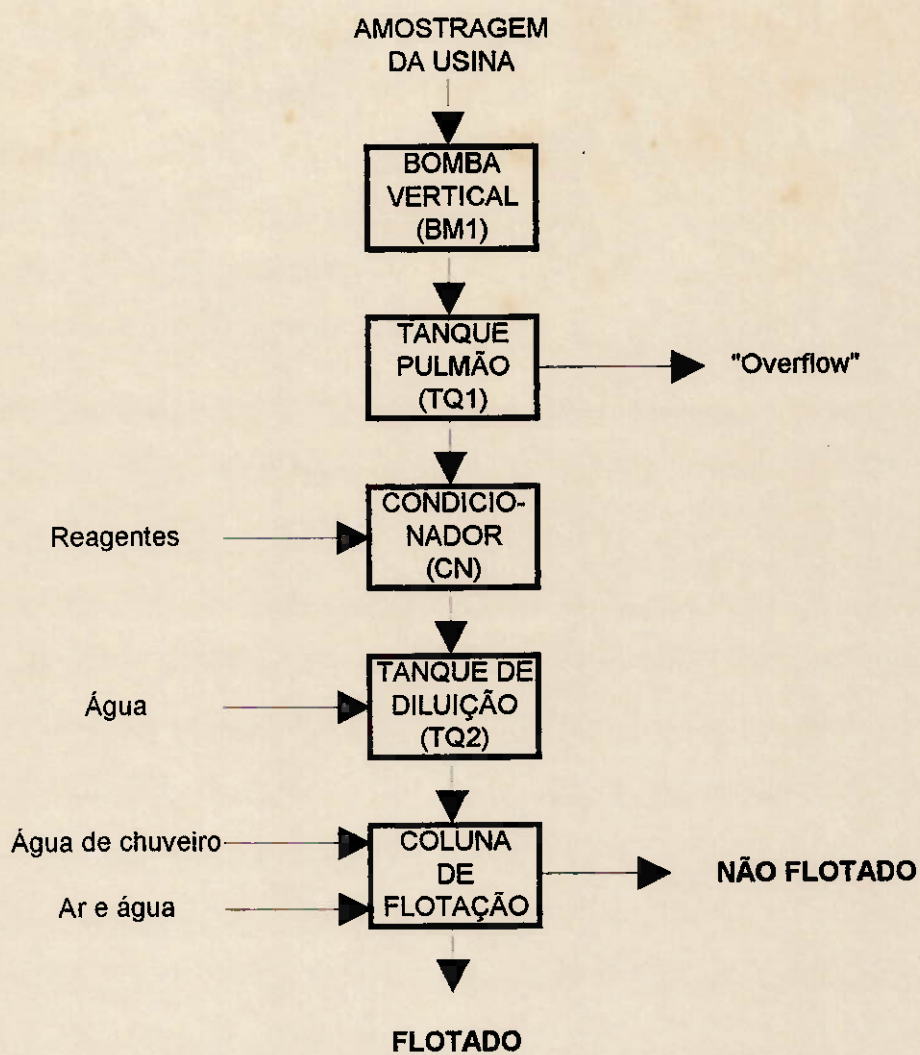 AMOSTRAGEM
DA USINA
BOMBA
VERTICAL
(BM1)
TANQUE
PULMÃO
(TQ1)
"Overflow"
CONDICIO-
NADOR
(CN)
Reagentes
TANQUE DE
DILUIÇÃO
(TQ2)
Água
Água de chuveiro
Ar e água
COLUNA
DE
FLOTAÇÃO
NÃO FLOTADO
FLOTADO